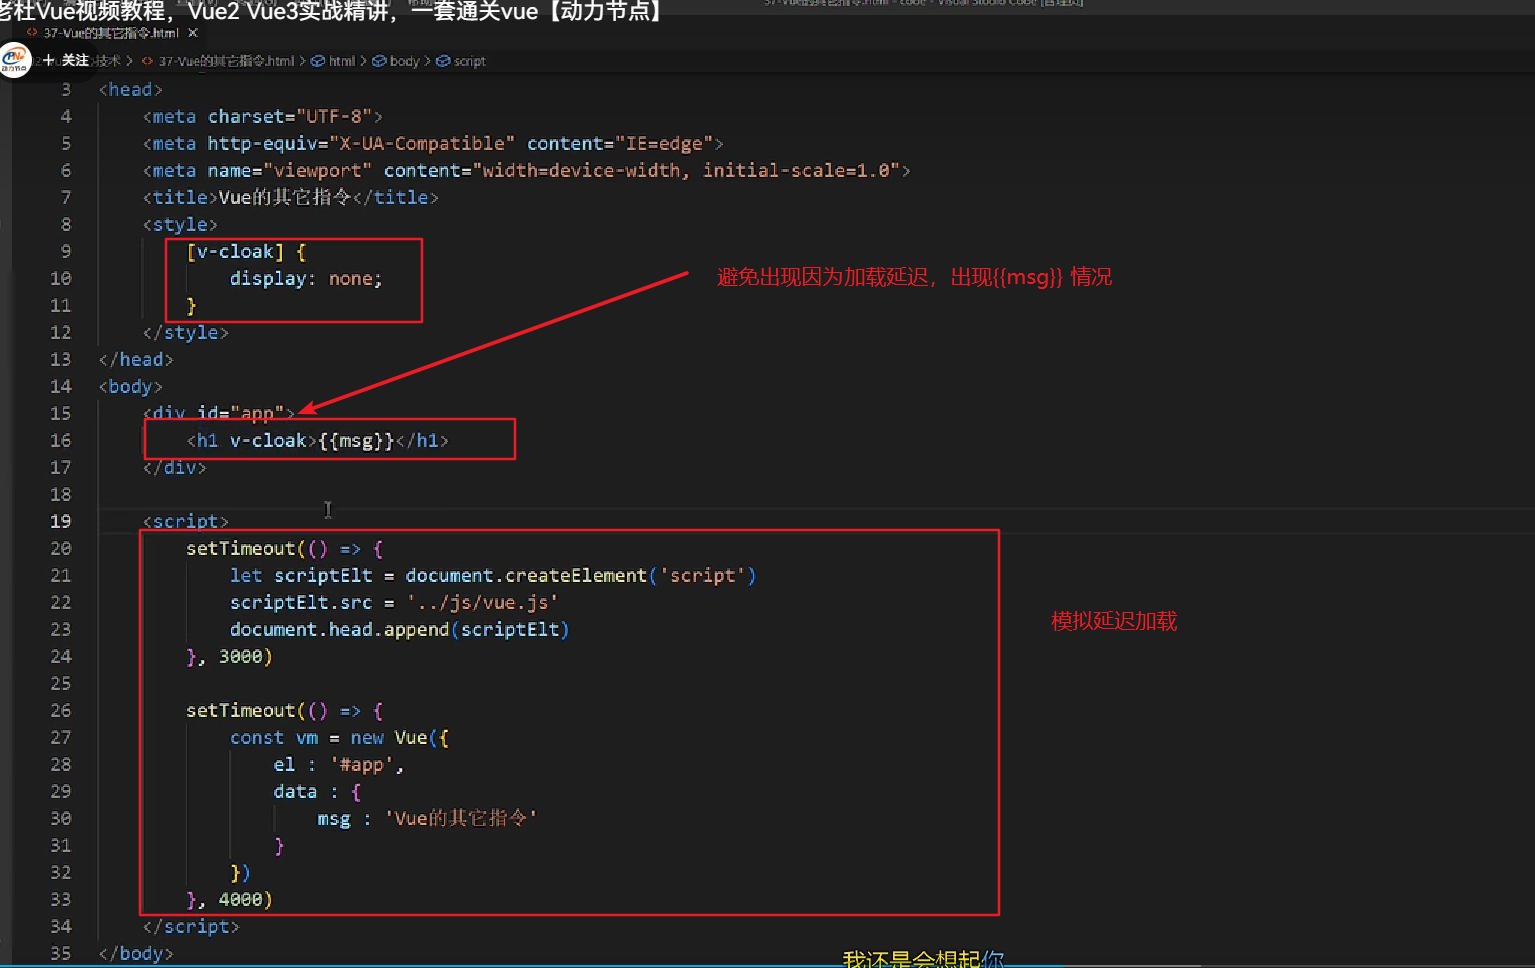 老杜Vue视频教程，Vue2 Vue3实战精讲，一套通关vue【动力节点】
37-Vue的其它指令.html - code - Visual Studio Code [管理员]
37-Vue的其它指令.html ×
动力节点
+ 关注
技术 > 37-Vue的其它指令.html > html > body > script
3 <head>
4 <meta charset="UTF-8">
5 <meta http-equiv="X-UA-Compatible" content="IE=edge">
6 <meta name="viewport" content="width=device-width, initial-scale=1.0">
7 <title>Vue的其它指令</title>
8 <style>
9 [v-cloak] {
10 display: none;
避免出现因为加载延迟，出现{{msg}} 情况
11 }
12 </style>
13 </head>
14 <body>
15 <div id="app">
16 <h1 v-cloak>{{msg}}</h1>
17 </div>
18
19 <script>
20 setTimeout(() => {
21 let scriptElt = document.createElement('script')
22 scriptElt.src = '../js/vue.js'
23 document.head.append(scriptElt)
模拟延迟加载
24 }, 3000)
25
26 setTimeout(() => {
27 const vm = new Vue({
28 el : '#app',
29 data : {
30 msg : 'Vue的其它指令'
31 }
32 })
33 }, 4000)
34 </script>
35 </body>
我还是会想起你